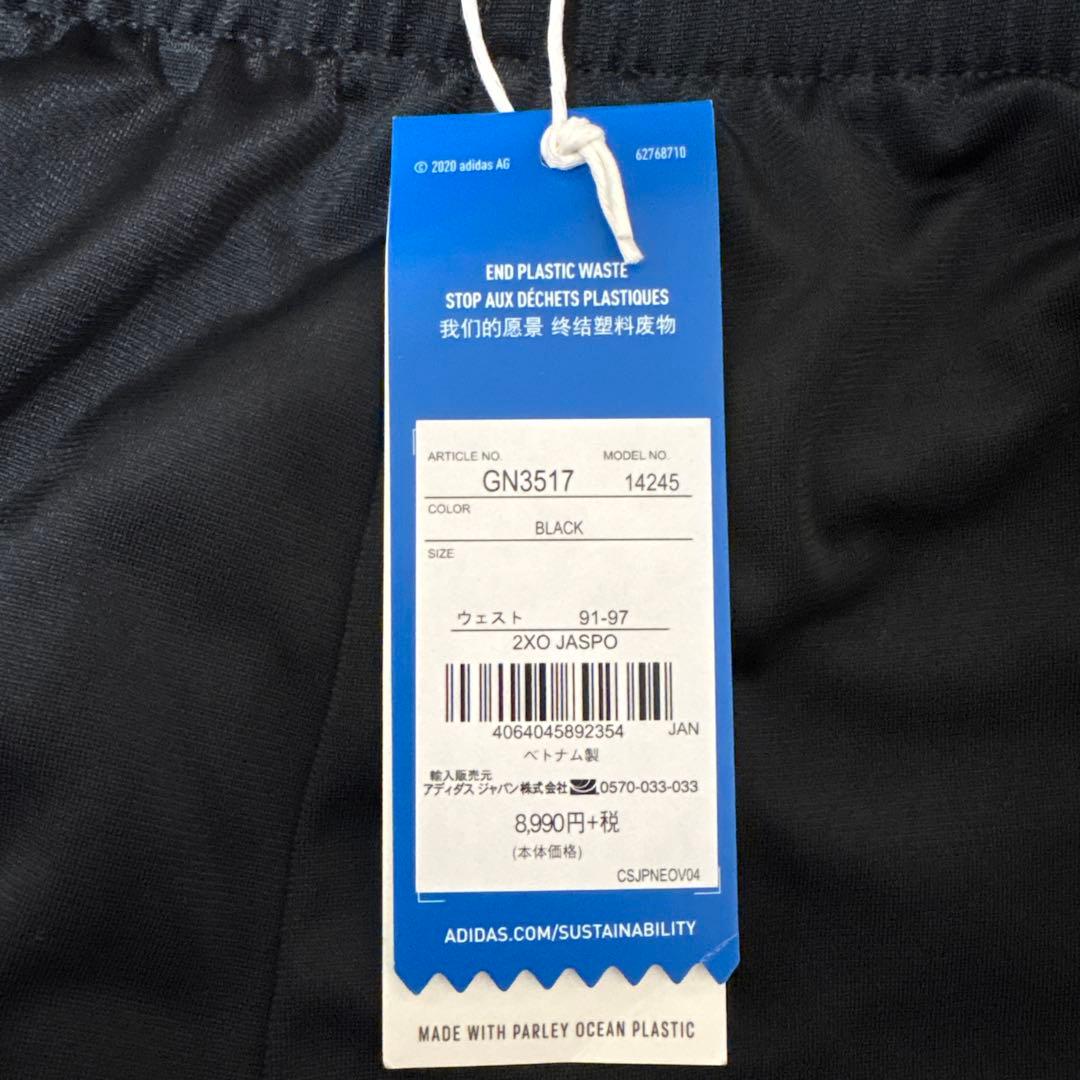 © 2020 adidas AG 62768710
END PLASTIC WASTE
STOP AUX DÉCHETS PLASTIQUES
我们的愿景 终结塑料废物
ARTICLE NO. MODEL NO.
GN3517 14245
COLOR
BLACK
SIZE
ウェスト 91-97
2XO JASPO
4064045892354 JAN
ベトナム製
輸入販売元
アディダス ジャパン株式会社 0570-033-033
8,990円+税
(本体価格)
CSJPNEOV04
ADIDAS.COM/SUSTAINABILITY
MADE WITH PARLEY OCEAN PLASTIC